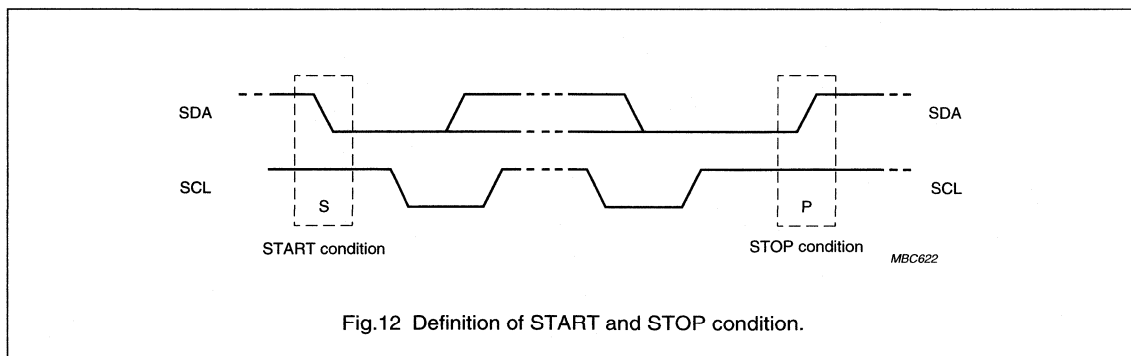 SDA SDA
SCL SCL
S P
START condition STOP condition
MBC622
Fig.12 Definition of START and STOP condition.